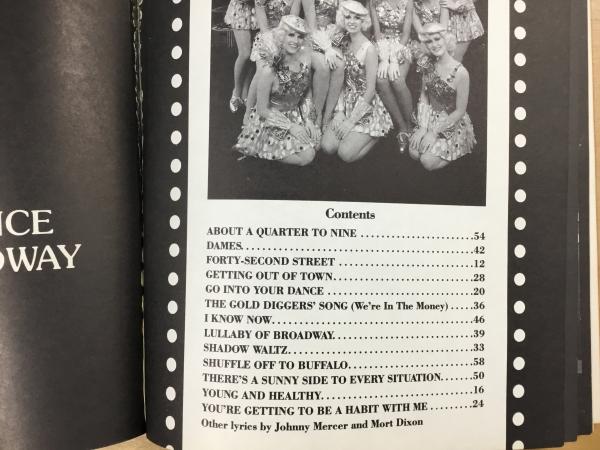 NCE
DWAY
Contents
ABOUT A QUARTER TO NINE ....................54
DAMES....................................42
FORTY-SECOND STREET ....................12
GETTING OUT OF TOWN....................28
GO INTO YOUR DANCE ....................20
THE GOLD DIGGERS' SONG (We're In The Money) ....36
I KNOW NOW..............................46
LULLABY OF BROADWAY....................39
SHADOW WALTZ............................33
SHUFFLE OFF TO BUFFALO..................58
THERE'S A SUNNY SIDE TO EVERY SITUATION.....50
YOUNG AND HEALTHY......................16
YOU'RE GETTING TO BE A HABIT WITH ME ........24
Other lyrics by Johnny Mercer and Mort Dixon